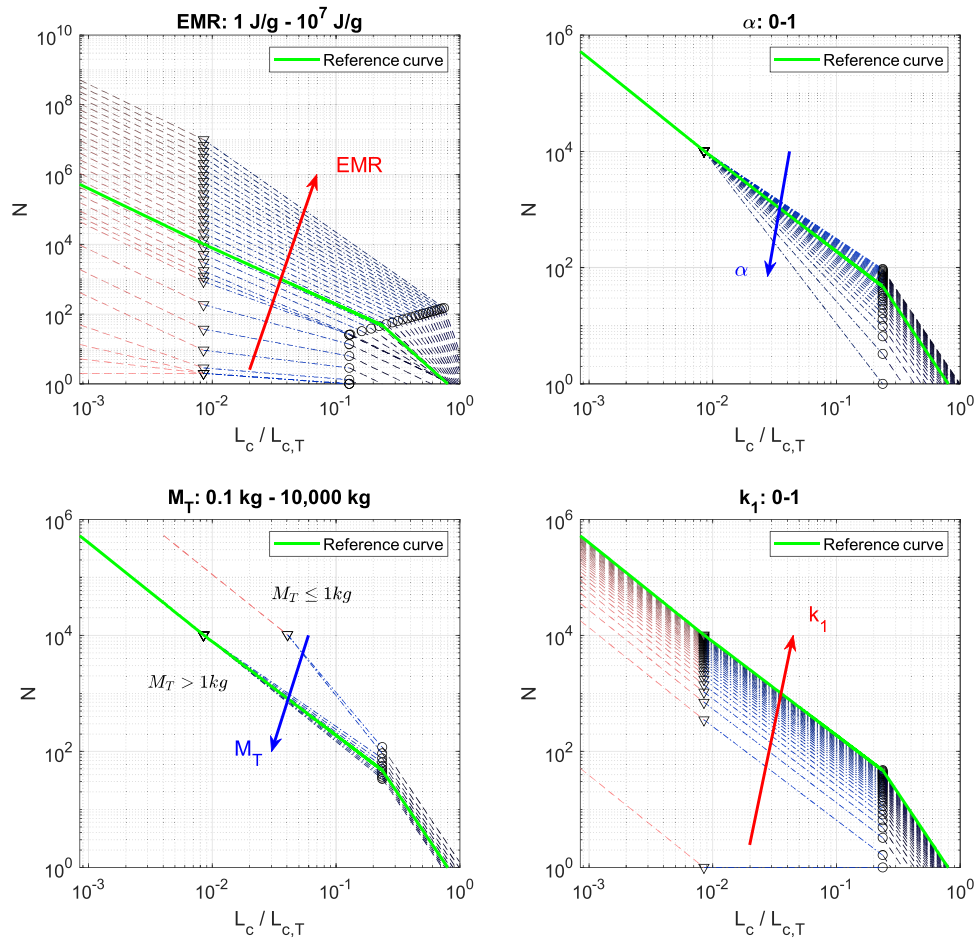 EMR: 1 J/g - 10^7 J/g
10^10
10^8
10^6
10^4
10^2
10^0
N
Reference curve
EMR
10^-3
10^-2
10^-1
10^0
L_c / L_{c,T}
α: 0-1
10^6
10^4
10^2
10^0
N
Reference curve
α
10^-3
10^-2
10^-1
10^0
L_c / L_{c,T}
M_T: 0.1 kg - 10,000 kg
10^6
10^4
10^2
10^0
N
Reference curve
M_T ≤ 1kg
M_T > 1kg
M_T
10^-3
10^-2
10^-1
10^0
L_c / L_{c,T}
k_1: 0-1
10^6
10^4
10^2
10^0
N
Reference curve
k_1
10^-3
10^-2
10^-1
10^0
L_c / L_{c,T}